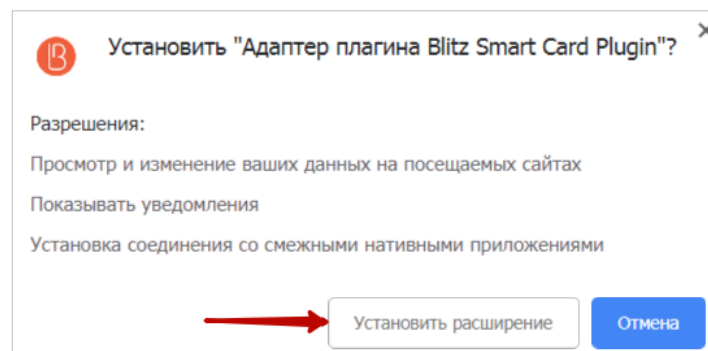 Установить "Адаптер плагина Blitz Smart Card Plugin"?
Разрешения:
Просмотр и изменение ваших данных на посещаемых сайтах
Показывать уведомления
Установка соединения со смежными нативными приложениями
Установить расширение
Отмена